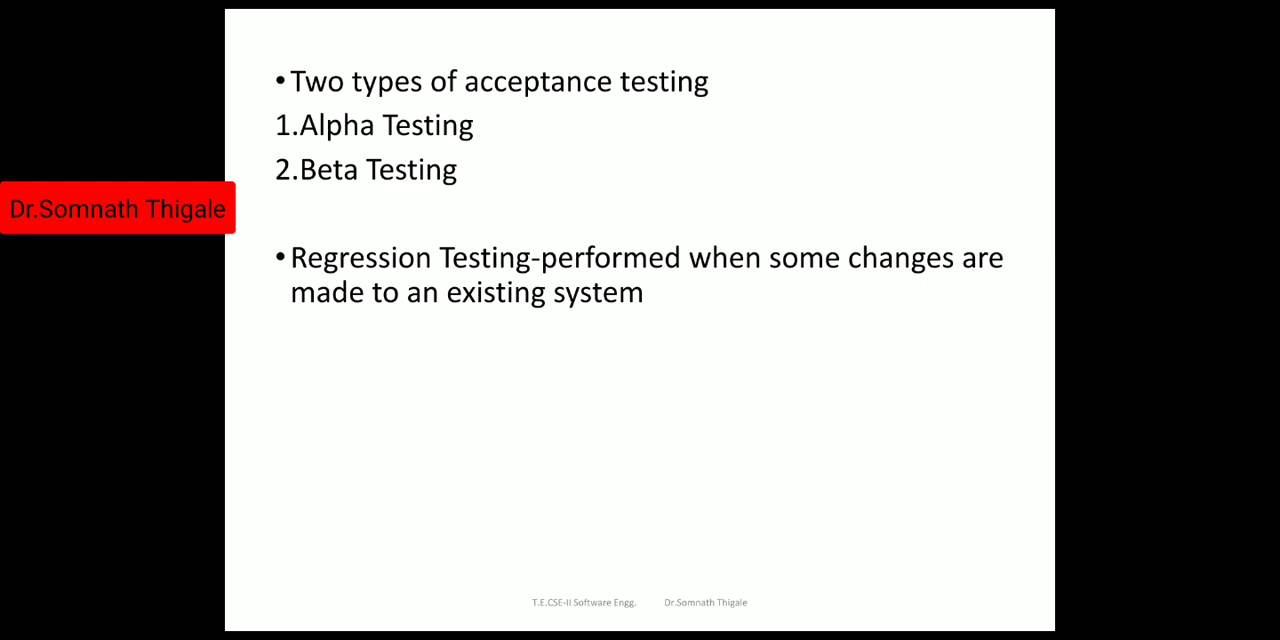 •Two types of acceptance testing
1.Alpha Testing
2.Beta Testing
Dr.Somnath Thigale
•Regression Testing-performed when some changes are
made to an existing system
T.E.CSE-II Software Engg. Dr.Somnath Thigale